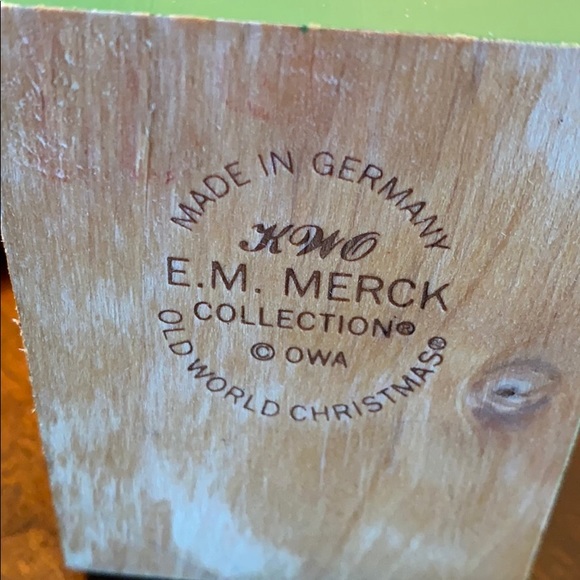 MADE IN GERMANY
KWO
E.M. MERCK
COLLECTION®
© OWA
OLD WORLD CHRISTMAS®